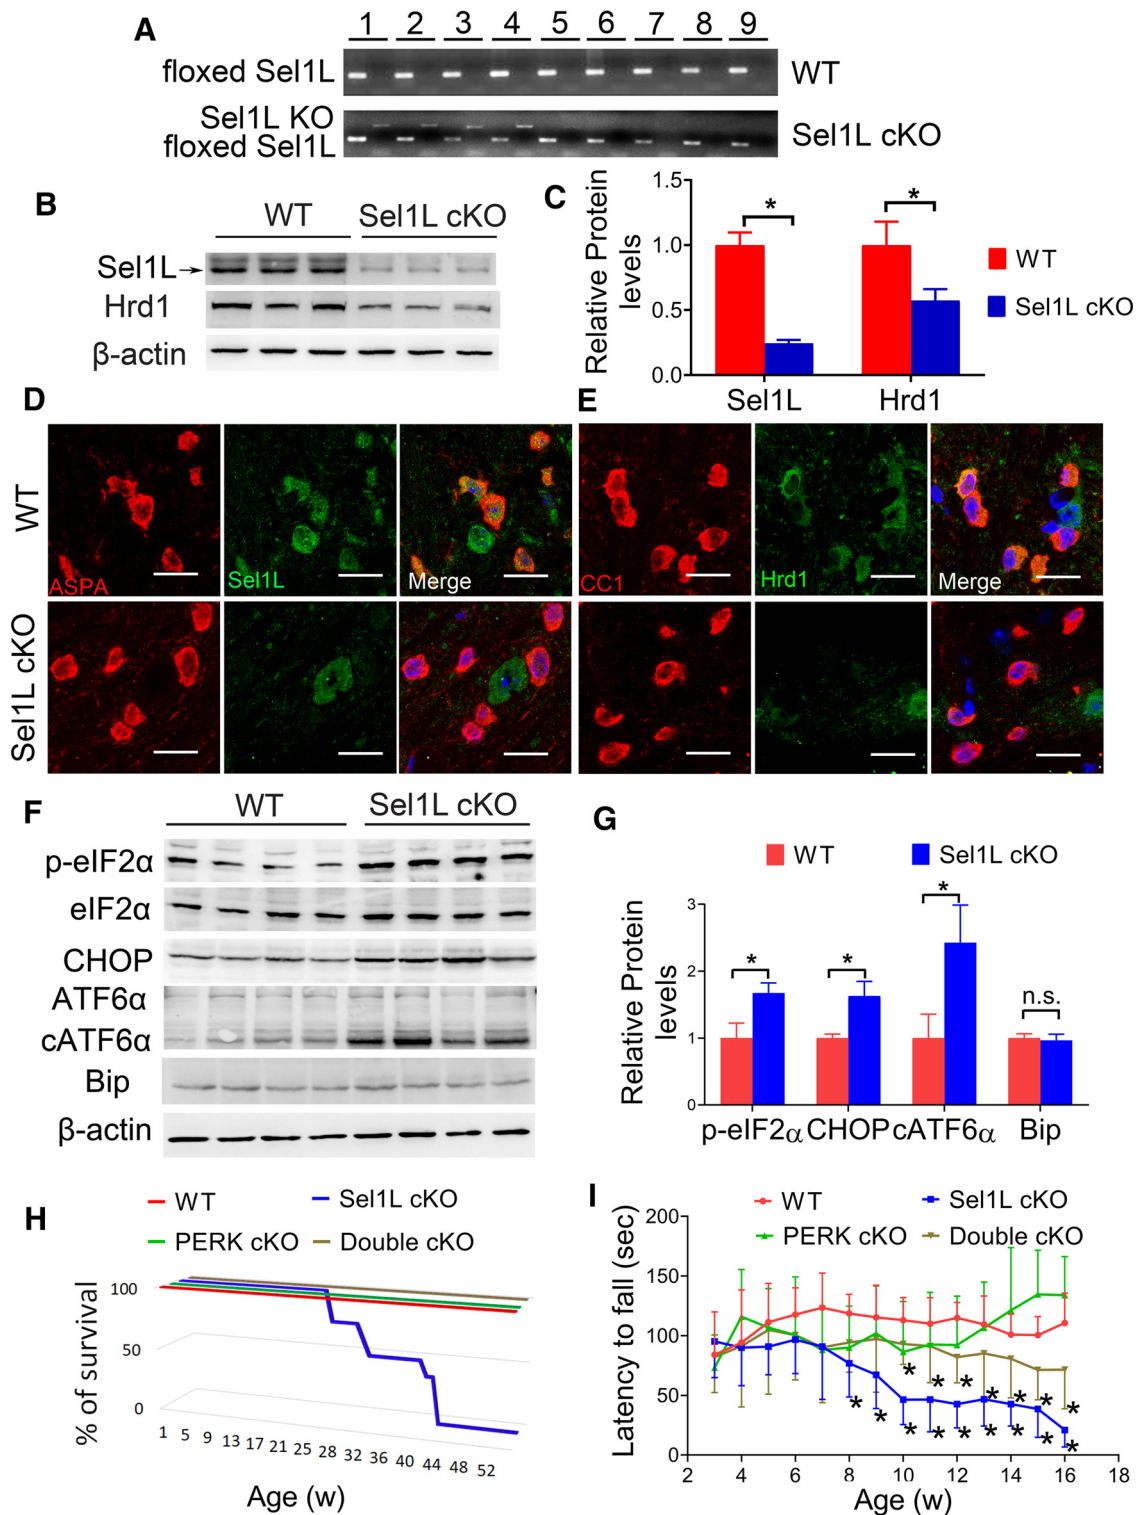 A
1 2 3 4 5 6 7 8 9
floxed Sel1L
WT
Sel1L KO
floxed Sel1L
Sel1L cKO
B
WT
Sel1L cKO
Sel1L
Hrd1
β-actin
C
Relative Protein
levels
1.5
1.0
0.5
0.0
*
*
Sel1L
Hrd1
WT
Sel1L cKO
D
WT
ASPA
Sel1L
Merge
Sel1L cKO
E
CC1
Hrd1
Merge
F
WT
Sel1L cKO
p-eIF2α
eIF2α
CHOP
ATF6α
cATF6α
Bip
β-actin
G
WT
Sel1L cKO
Relative Protein
levels
3
2
1
0
*
*
*
n.s.
p-eIF2α
CHOP
cATF6α
Bip
H
WT
Sel1L cKO
PERK cKO
Double cKO
% of survival
100
50
0
1 5 9 13 17 21 25 28 32 36 40 44 48 52
Age (w)
I
WT
Sel1L cKO
PERK cKO
Double cKO
Latency to fall (sec)
200
150
100
50
0
* * * * * * *
* * * * * * * * *
2 4 6 8 10 12 14 16 18
Age (w)